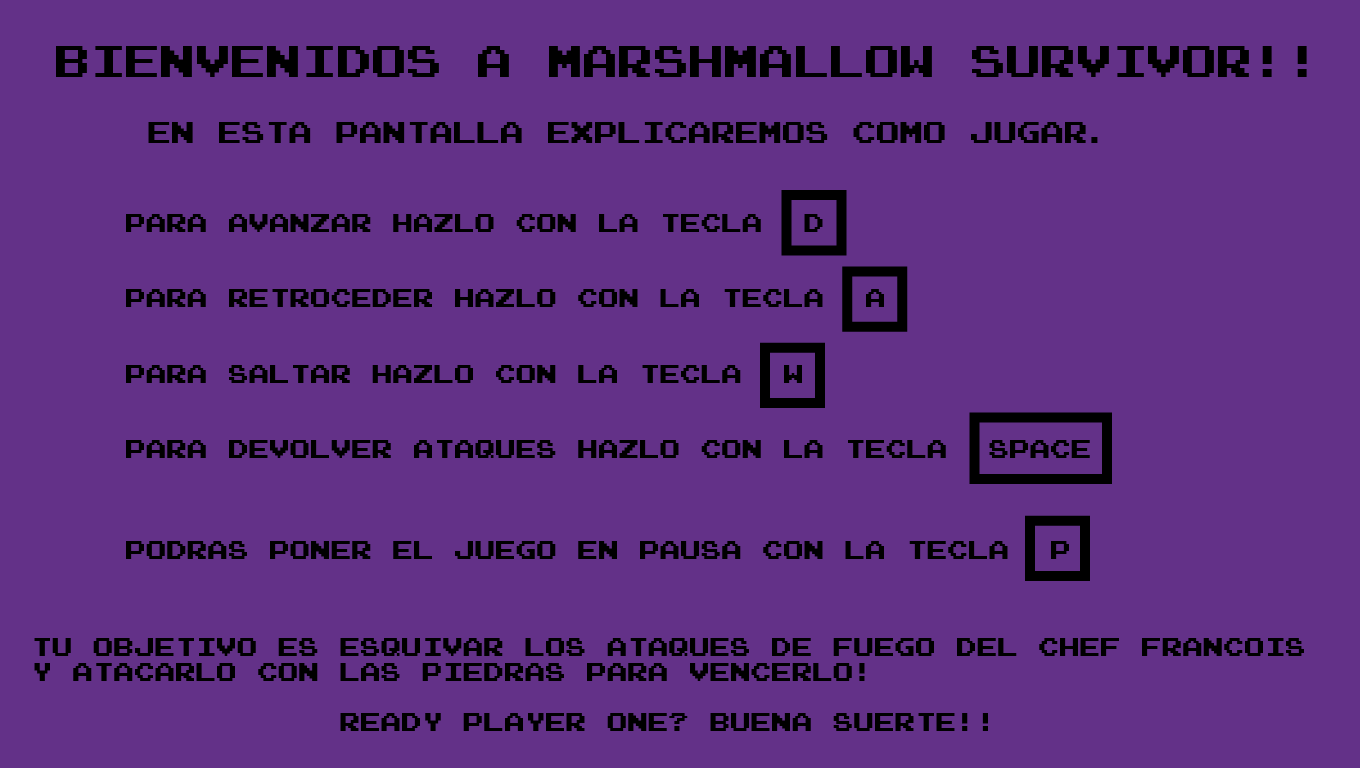 BIENVENIDOS A MARSHMALLOW SURVIVOR!!
EN ESTA PANTALLA EXPLICAREMOS COMO JUGAR.
PARA AVANZAR HAZLO CON LA TECLA D
PARA RETROCEDER HAZLO CON LA TECLA A
PARA SALTAR HAZLO CON LA TECLA W
PARA DEVOLVER ATAQUES HAZLO CON LA TECLA SPACE
PODRAS PONER EL JUEGO EN PAUSA CON LA TECLA P
TU OBJETIVO ES ESQUIVAR LOS ATAQUES DE FUEGO DEL CHEF FRANCOIS
Y ATACARLO CON LAS PIEDRAS PARA VENCERLO!
READY PLAYER ONE? BUENA SUERTE!!